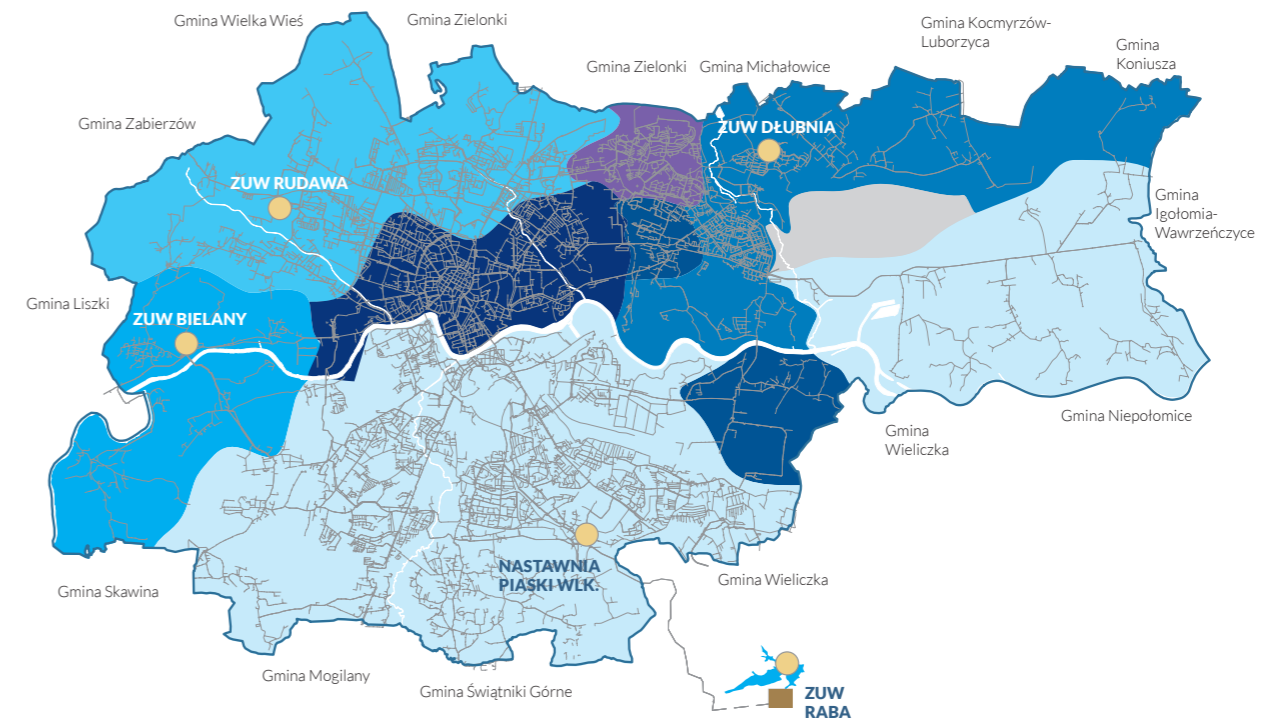 Gmina Wielka Wieś
Gmina Zielonki
Gmina Kocmyrzów-
Luborzyca
Gmina
Koniusza
Gmina Zielonki
Gmina Michałowice
Gmina Zabierzów
ZUW DŁUBNIA
ZUW RUDAWA
Gmina
Igołomia-
Wawrzeńczyce
Gmina Liszki
ZUW BIELANY
Gmina Niepołomice
Gmina
Wieliczka
NASTAWNIA
PIASKI WLK.
Gmina Wieliczka
Gmina Skawina
Gmina Mogilany
Gmina Świątniki Górne
ZUW
RABA